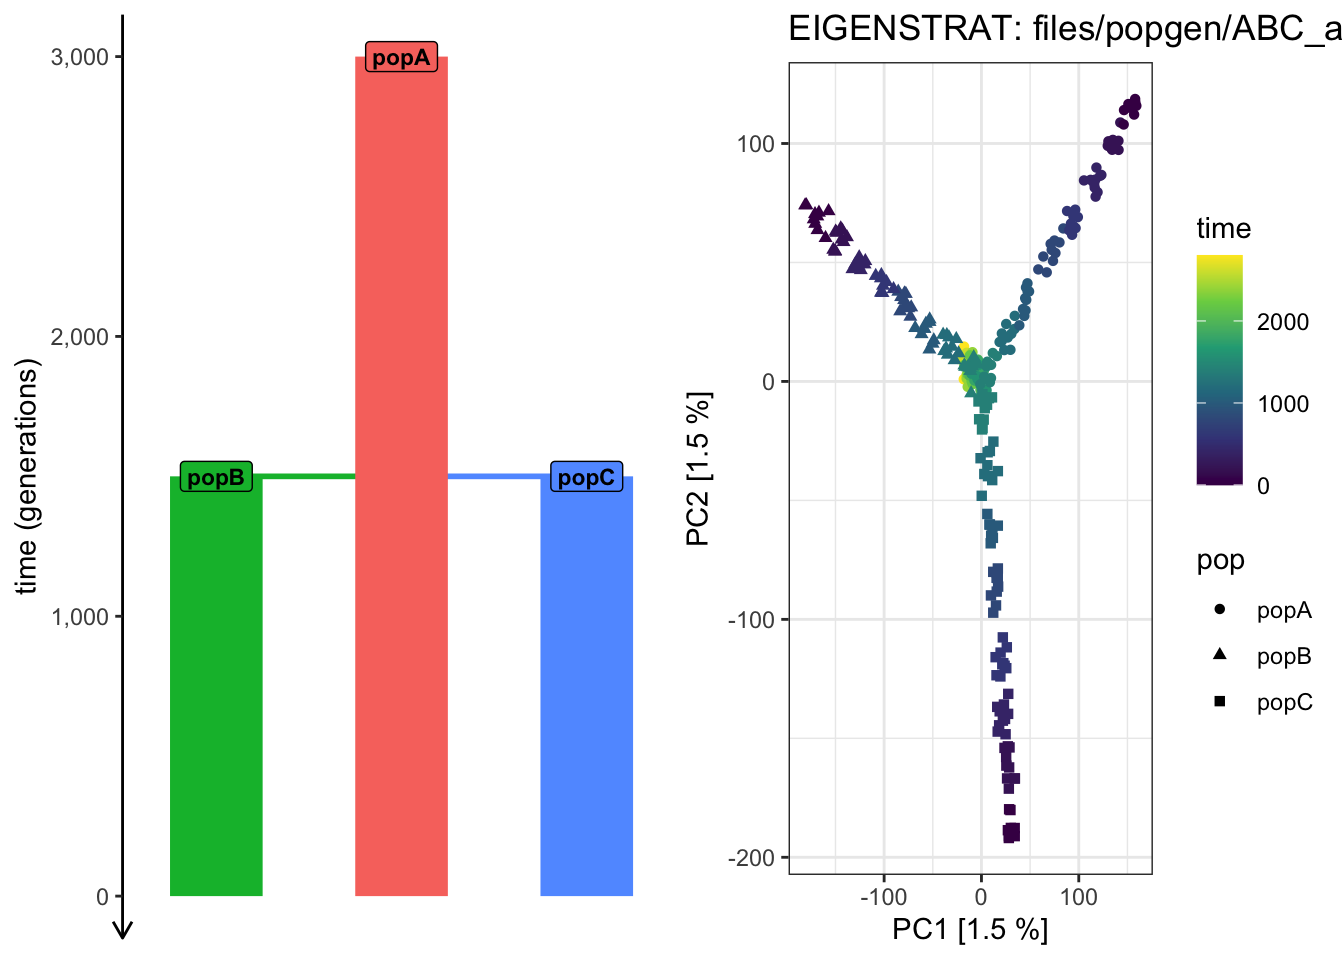 time (generations)
3,000
2,000
1,000
0
popA
popB
popC
EIGENSTRAT: files/popgen/ABC_a
PC2 [1.5 %]
100
0
-100
-200
-100
0
100
PC1 [1.5 %]
time
2000
1000
0
pop
popA
popB
popC